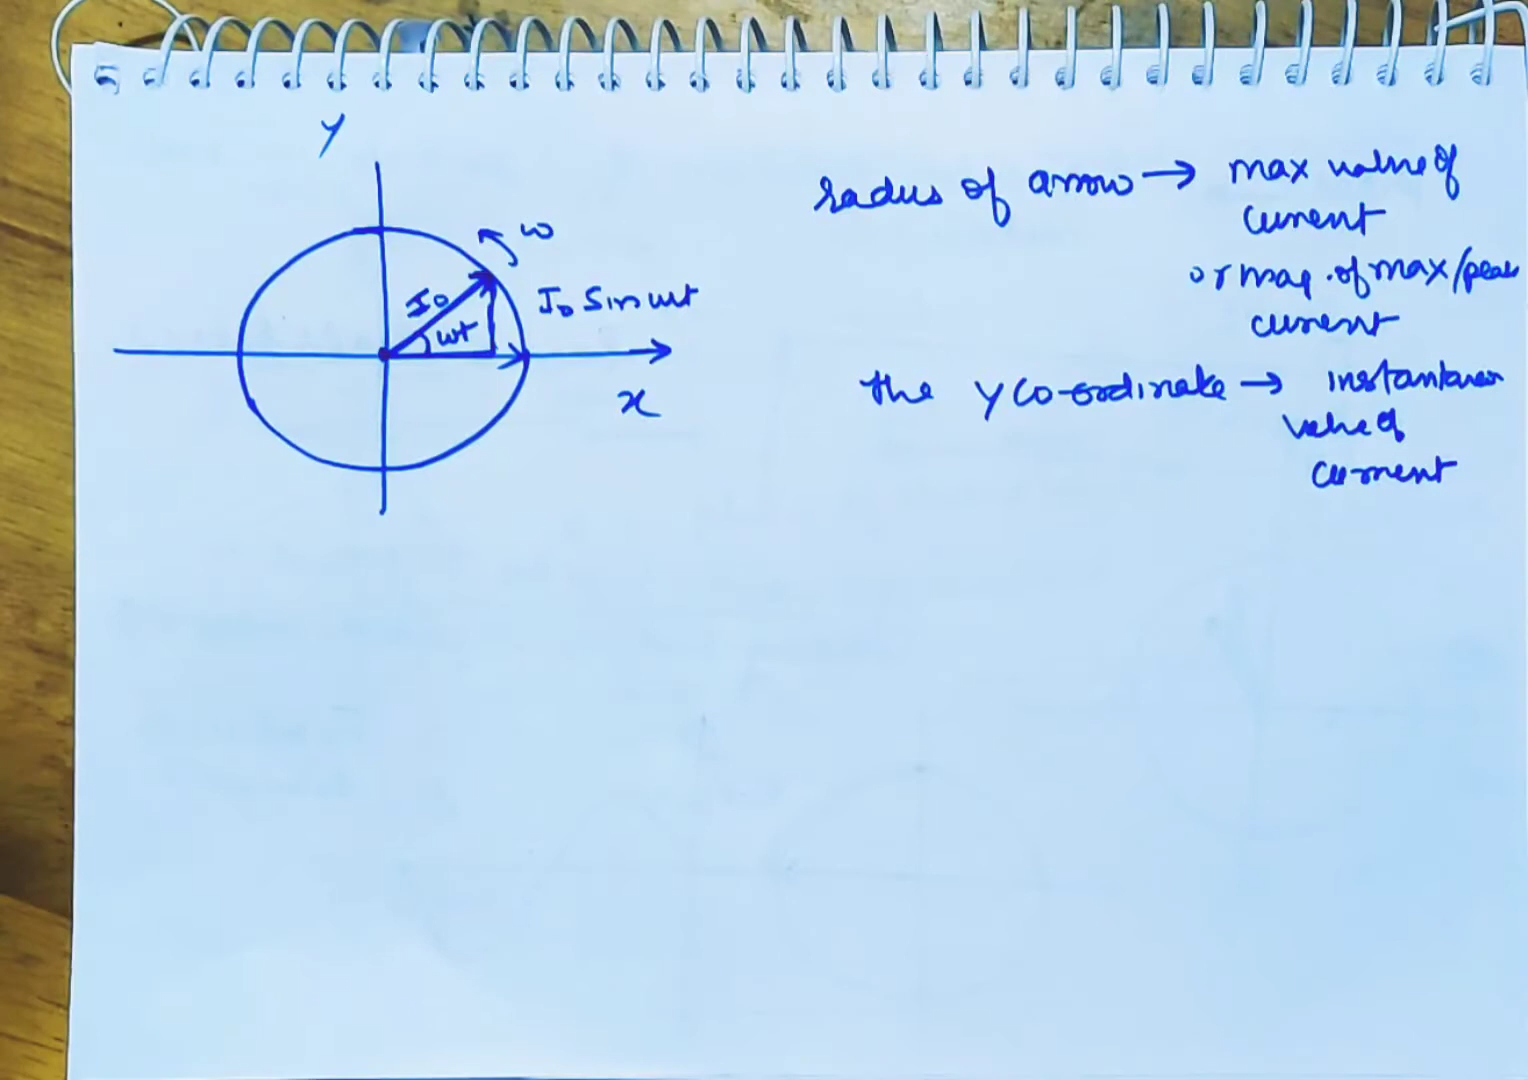 y
ω
I₀
I₀ Sin ωt
ωt
x
radius of arrow → max value of
current
or mag. of max/peak
current
the y co-ordinate →
value of
current